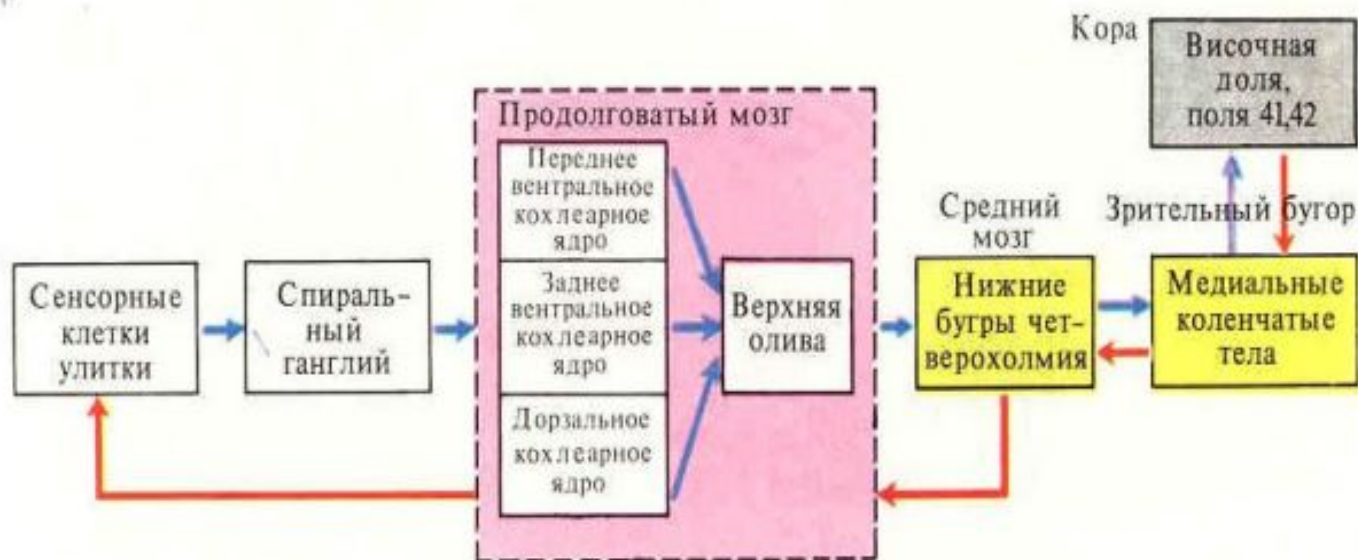 Кора
Височная
доля,
поля 41,42
Продолговатый мозг
Переднее
вентральное
кохлеарное
ядро
Заднее
вентральное
кохлеарное
ядро
Дорзальное
кохлеарное
ядро
Сенсорные
клетки
улитки
Спираль-
ный
ганглий
Верхняя
олива
Средний
мозг
Нижние
бугры чет-
верохолмия
Зрительный бугор
Медиальные
коленчатые
тела